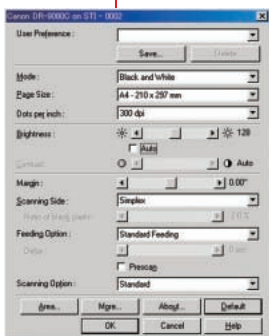 Canon DR-9080C on STI - 0002
User Preference :
Save... Delete
Mode : Black and White
Page Size : A4 - 210 x 297 mm
Dots per inch : 300 dpi
Brightness : 128
Auto
Contrast : Auto
Margin : 0.00"
Scanning Side : Simplex
Feeding Option : Standard Feeding
Delay
Prescan
Scanning Option : Standard
Area... More... About... Default
OK Cancel Help